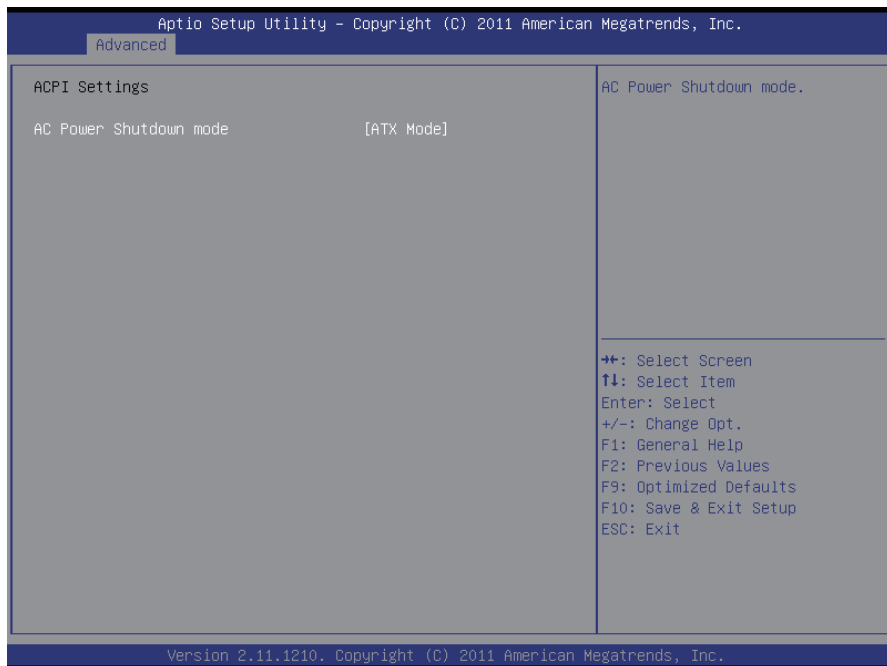 Aptio Setup Utility – Copyright (C) 2011 American Megatrends, Inc.
Advanced
ACPI Settings
AC Power Shutdown mode [ATX Mode]
AC Power Shutdown mode.
→←: Select Screen
↑↓: Select Item
Enter: Select
+/-: Change Opt.
F1: General Help
F2: Previous Values
F9: Optimized Defaults
F10: Save & Exit Setup
ESC: Exit
Version 2.11.1210. Copyright (C) 2011 American Megatrends, Inc.